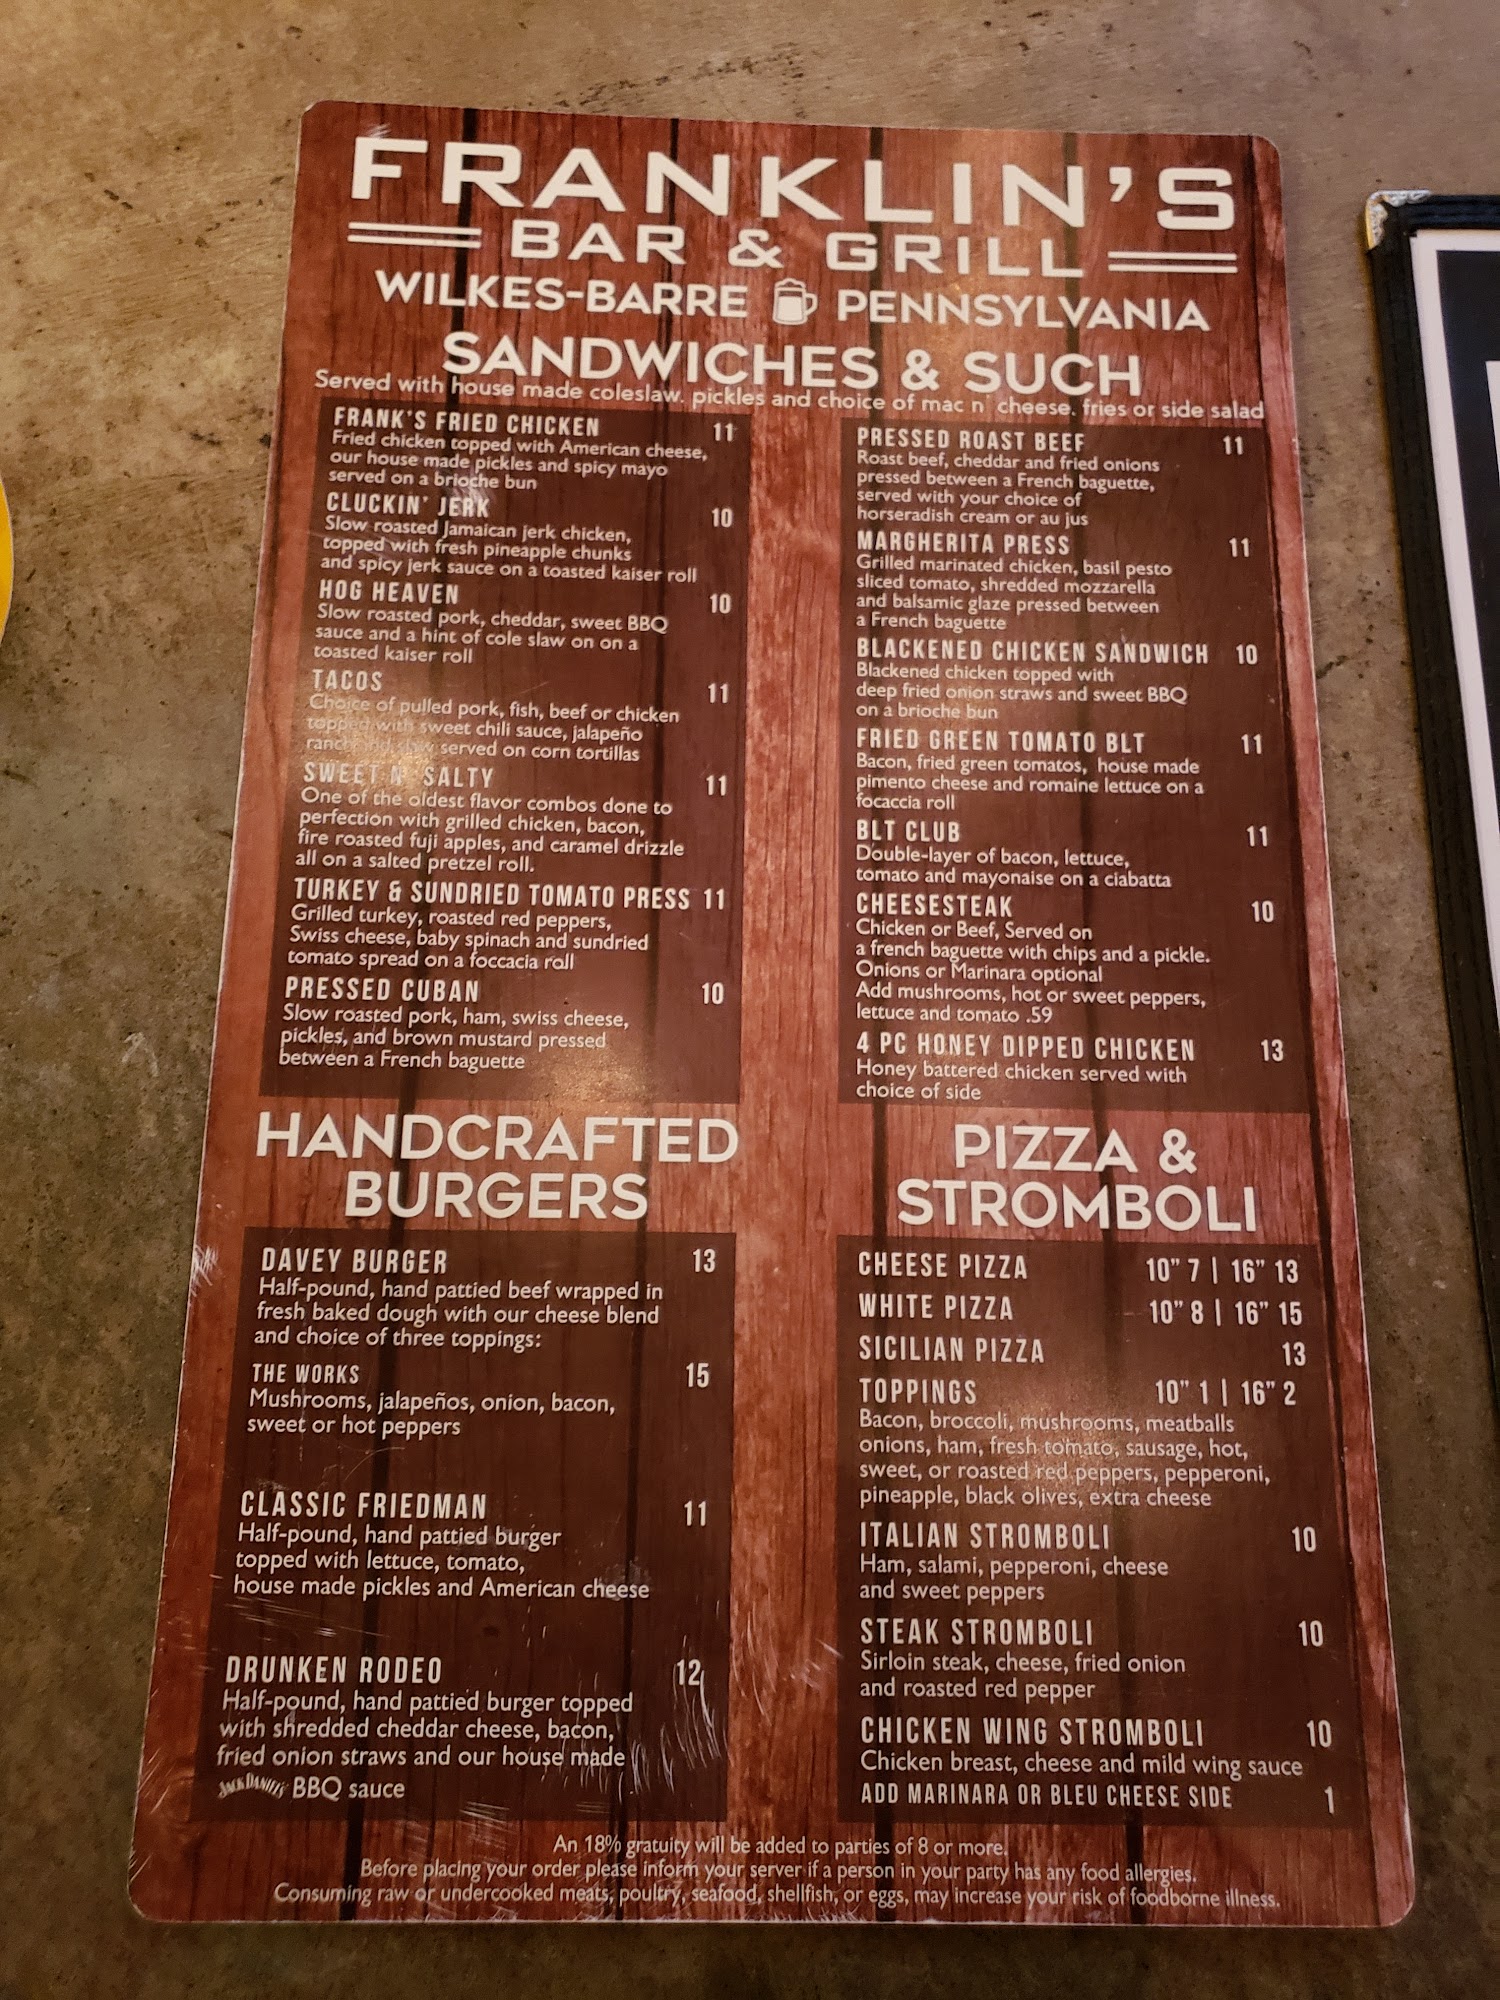 FRANKLIN'S
BAR & GRILL
WILKES-BARRE PENNSYLVANIA
SANDWICHES & SUCH
Served with house made coleslaw, pickles and choice of mac n' cheese, fries or side salad
FRANK'S FRIED CHICKEN 11
Fried chicken topped with American cheese,
our house made pickles and spicy mayo
served on a brioche bun
CLUCKIN' JERK 10
Slow roasted Jamaican jerk chicken,
topped with fresh pineapple chunks
and spicy jerk sauce on a toasted kaiser roll
HOG HEAVEN 10
Slow roasted pork, cheddar, sweet BBQ
sauce and a hint of cole slaw on on a
toasted kaiser roll
TACOS 11
Choice of pulled pork, fish, beef or chicken
topped with sweet chili sauce, jalapeño
ranch and slaw served on corn tortillas
SWEET N' SALTY 11
One of the oldest flavor combos done to
perfection with grilled chicken, bacon,
fire roasted fuji apples, and caramel drizzle
all on a salted pretzel roll.
TURKEY & SUNDRIED TOMATO PRESS 11
Grilled turkey, roasted red peppers,
Swiss cheese, baby spinach and sundried
tomato spread on a foccacia roll
PRESSED CUBAN 10
Slow roasted pork, ham, swiss cheese,
pickles, and brown mustard pressed
between a French baguette
PRESSED ROAST BEEF 11
Roast beef, cheddar and fried onions
pressed between a French baguette,
served with your choice of
horseradish cream or au jus
MARGHERITA PRESS 11
Grilled marinated chicken, basil pesto
sliced tomato, shredded mozzarella
and balsamic glaze pressed between
a French baguette
BLACKENED CHICKEN SANDWICH 10
Blackened chicken topped with
deep fried onion straws and sweet BBQ
on a brioche bun
FRIED GREEN TOMATO BLT 11
Bacon, fried green tomatos, house made
pimento cheese and romaine lettuce on a
focaccia roll
BLT CLUB 11
Double-layer of bacon, lettuce,
tomato and mayonaise on a ciabatta
CHEESESTEAK 10
Chicken or Beef, Served on
a french baguette with chips and a pickle.
Onions or Marinara optional
Add mushrooms, hot or sweet peppers,
lettuce and tomato .59
4 PC HONEY DIPPED CHICKEN 13
Honey battered chicken served with
choice of side
HANDCRAFTED
BURGERS
DAVEY BURGER 13
Half-pound, hand pattied beef wrapped in
fresh baked dough with our cheese blend
and choice of three toppings:
THE WORKS 15
Mushrooms, jalapeños, onion, bacon,
sweet or hot peppers
CLASSIC FRIEDMAN 11
Half-pound, hand pattied burger
topped with lettuce, tomato,
house made pickles and American cheese
DRUNKEN RODEO 12
Half-pound, hand pattied burger topped
with shredded cheddar cheese, bacon,
fried onion straws and our house made
JACK DANIEL'S BBQ sauce
PIZZA &
STROMBOLI
CHEESE PIZZA 10" 7 | 16" 13
WHITE PIZZA 10" 8 | 16" 15
SICILIAN PIZZA 13
TOPPINGS 10" 1 | 16" 2
Bacon, broccoli, mushrooms, meatballs
onions, ham, fresh tomato, sausage, hot,
sweet, or roasted red peppers, pepperoni,
pineapple, black olives, extra cheese
ITALIAN STROMBOLI 10
Ham, salami, pepperoni, cheese
and sweet peppers
STEAK STROMBOLI 10
Sirloin steak, cheese, fried onion
and roasted red pepper
CHICKEN WING STROMBOLI 10
Chicken breast, cheese and mild wing sauce
ADD MARINARA OR BLEU CHEESE SIDE 1
An 18% gratuity will be added to parties of 8 or more.
Before placing your order please inform your server if a person in your party has any food allergies.
Consuming raw or undercooked meats, poultry, seafood, shellfish, or eggs, may increase your risk of foodborne illness.